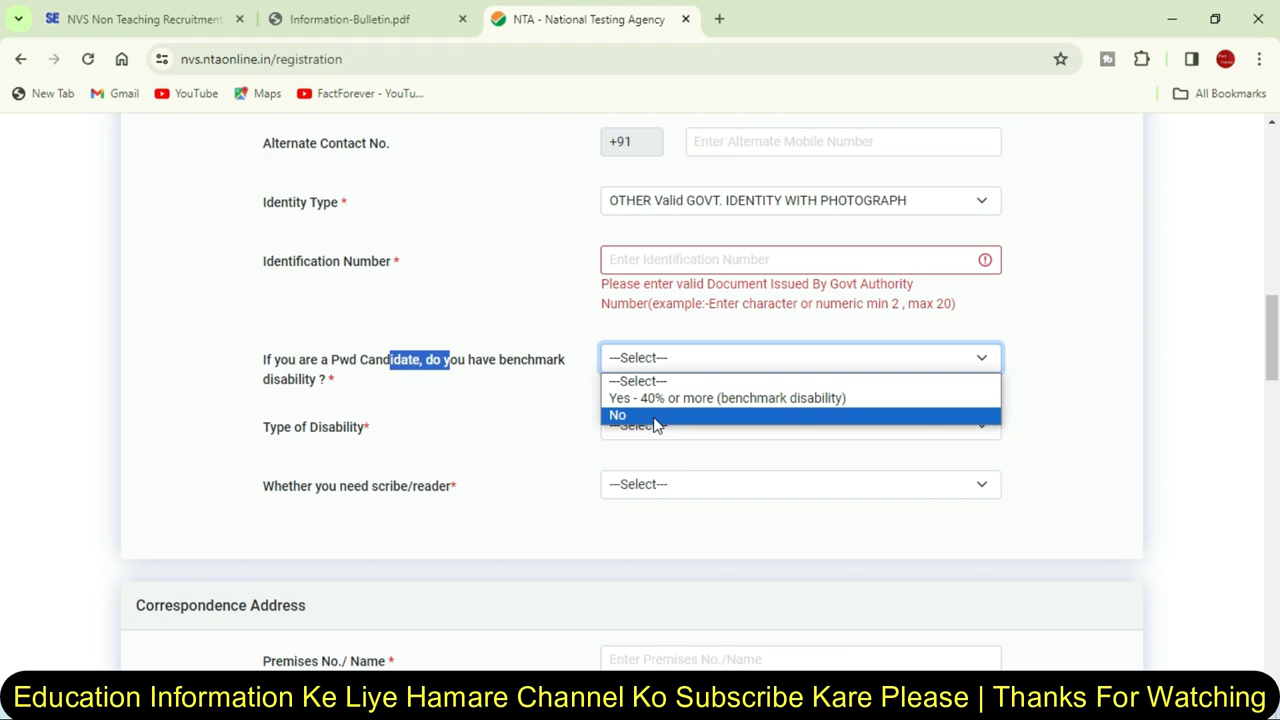 NVS Non Teaching Recruitment
Information-Bulletin.pdf
NTA - National Testing Agency
nvs.ntaonline.in/registration
New Tab
Gmail
YouTube
Maps
FactForever - YouTu...
All Bookmarks
Alternate Contact No.
+91
Enter Alternate Mobile Number
Identity Type *
OTHER Valid GOVT. IDENTITY WITH PHOTOGRAPH
Identification Number *
Enter Identification Number
Please enter valid Document Issued By Govt Authority
Number(example:-Enter character or numeric min 2 , max 20)
If you are a Pwd Candidate, do you have benchmark
disability ? *
---Select---
---Select---
Yes - 40% or more (benchmark disability)
No
Type of Disability*
---Select---
Whether you need scribe/reader*
---Select---
Correspondence Address
Premises No./ Name *
Enter Premises No./Name
Education Information Ke Liye Hamare Channel Ko Subscribe Kare Please | Thanks For Watching